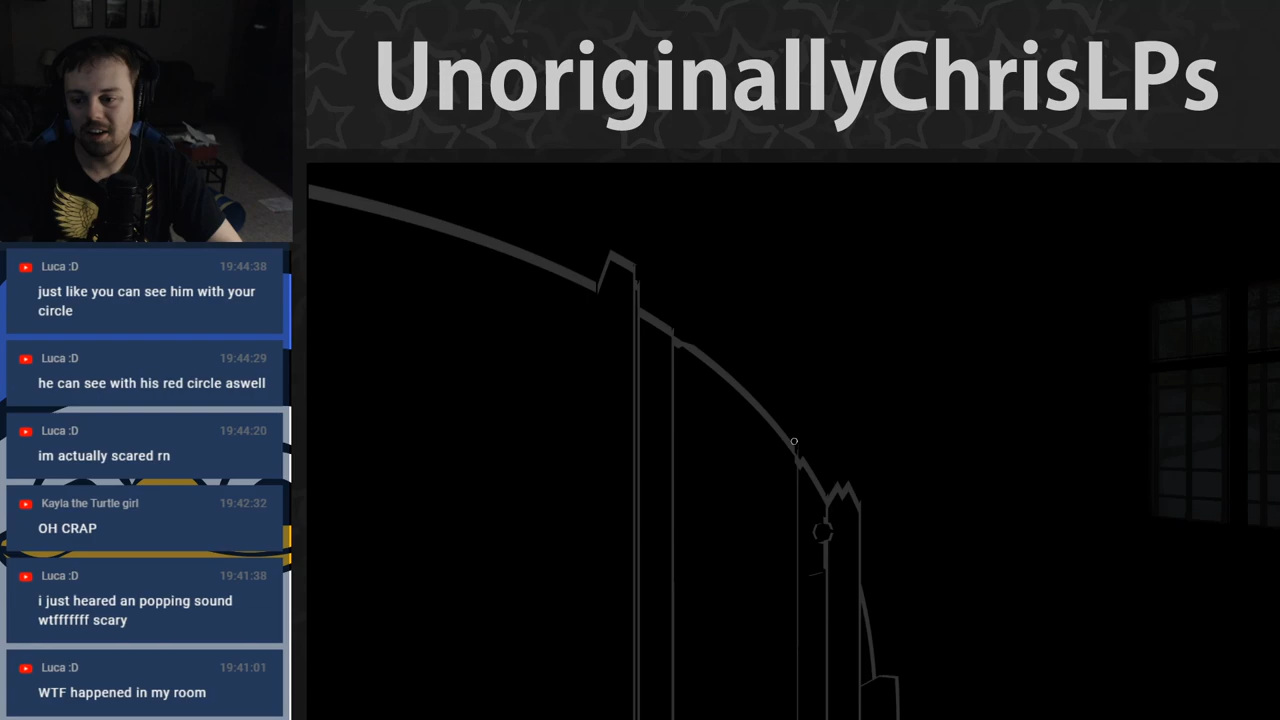 UnoriginallyChrisLPs
Luca :D 19:44:38
just like you can see him with your
circle
Luca :D 19:44:29
he can see with his red circle aswell
Luca :D 19:44:20
im actually scared rn
Kayla the Turtle girl 19:42:32
OH CRAP
Luca :D 19:41:38
i just heared an popping sound
wtfffffff scary
Luca :D 19:41:01
WTF happened in my room